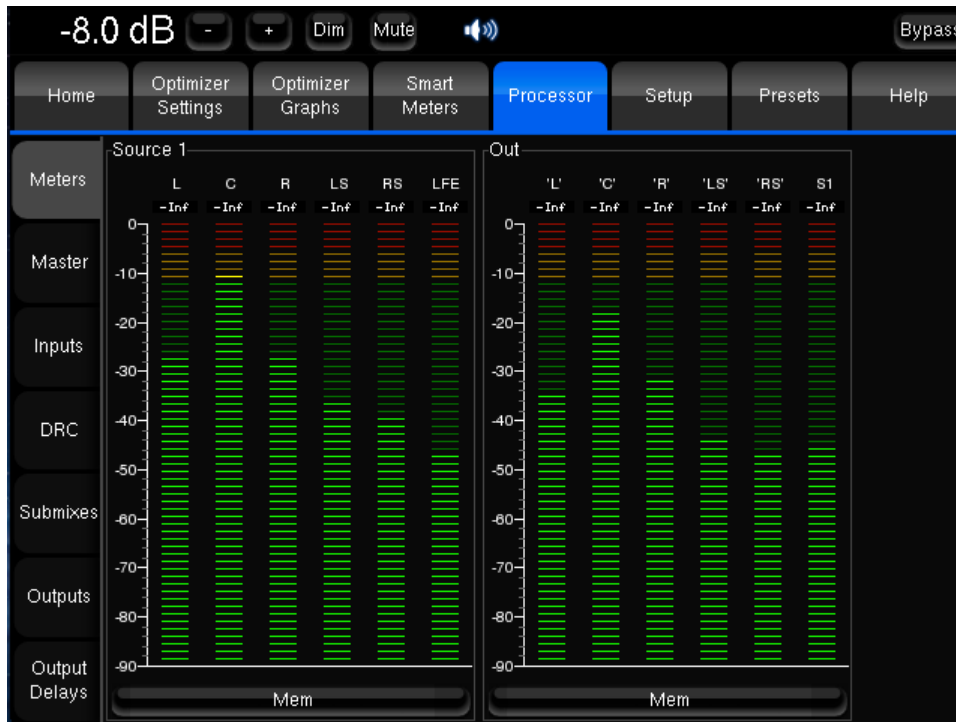 -8.0 dB - + Dim Mute Bypass
Home Optimizer Settings Optimizer Graphs Smart Meters Processor Setup Presets Help
Meters
Master
Inputs
DRC
Submixes
Outputs
Output Delays
Source 1
L C R LS RS LFE
-Inf -Inf -Inf -Inf -Inf -Inf
0
-10
-20
-30
-40
-50
-60
-70
-80
-90
Mem
Out
'L' 'C' 'R' 'LS' 'RS' S1
-Inf -Inf -Inf -Inf -Inf -Inf
0
-10
-20
-30
-40
-50
-60
-70
-80
-90
Mem